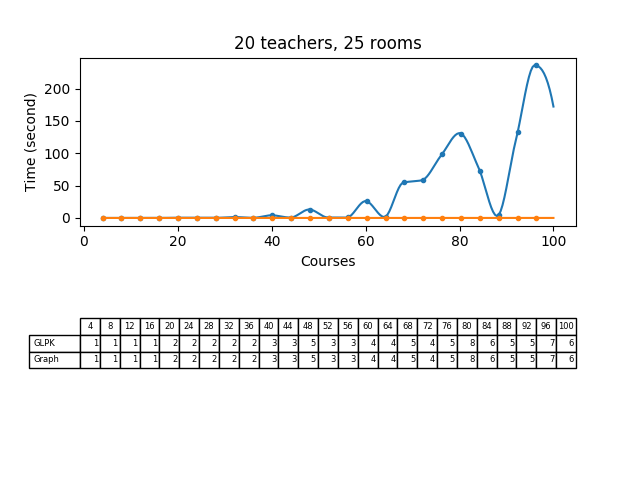 20 teachers, 25 rooms
200
150
100
50
0
Time (second)
0 20 40 60 80 100
Courses
4 8 12 16 20 24 28 32 36 40 44 48 52 56 60 64 68 72 76 80 84 88 92 96 100
GLPK 1 1 1 1 2 2 2 2 2 3 3 5 3 3 4 4 5 4 5 8 6 5 5 7 6
Graph 1 1 1 1 2 2 2 2 2 3 3 5 3 3 4 4 5 4 5 8 6 5 5 7 6